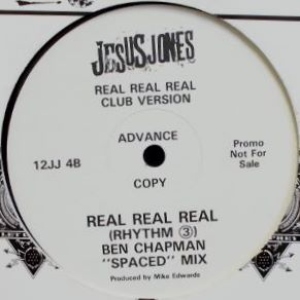 JESUS JONES
REAL REAL REAL
CLUB VERSION
ADVANCE
12JJ 4B
Promo
Not For
Sale
COPY
REAL REAL REAL
(RHYTHM ③)
BEN CHAPMAN
"SPACED" MIX
Produced by Mike Edwards